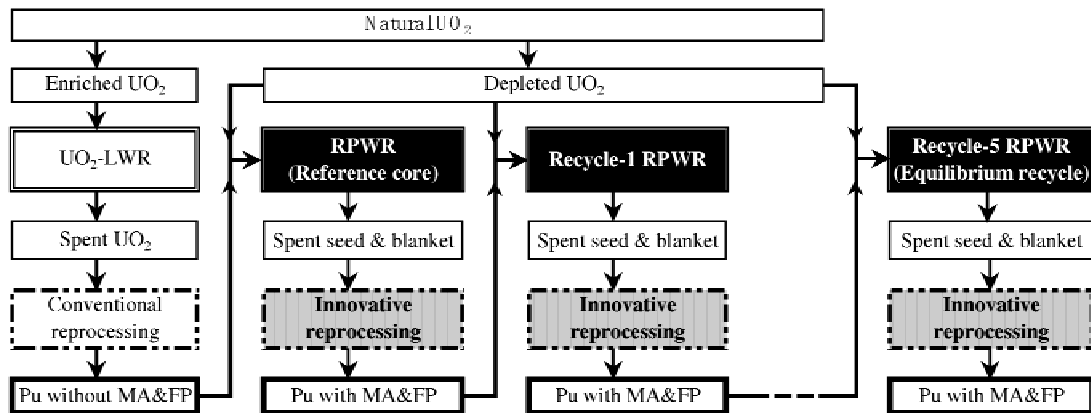 Natural UO₂
Enriched UO₂
Depleted UO₂
UO₂-LWR
RPWR
(Reference core)
Recycle-1 RPWR
Recycle-5 RPWR
(Equilibrium recycle)
Spent UO₂
Spent seed & blanket
Spent seed & blanket
Spent seed & blanket
Conventional
reprocessing
Innovative
reprocessing
Innovative
reprocessing
Innovative
reprocessing
Pu without MA&FP
Pu with MA&FP
Pu with MA&FP
Pu with MA&FP